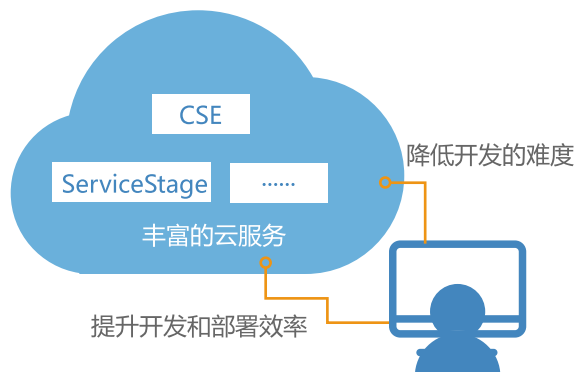 CSE
降低开发的难度
ServiceStage
······
丰富的云服务
提升开发和部署效率